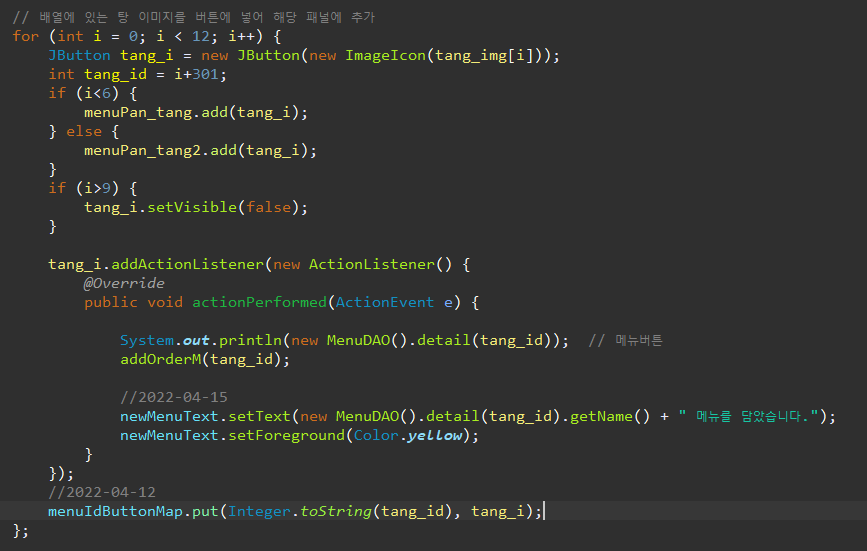 // 배열에 있는 탕 이미지를 버튼에 넣어 해당 패널에 추가
for (int i = 0; i < 12; i++) {
    JButton tang_i = new JButton(new ImageIcon(tang_img[i]));
    int tang_id = i+301;
    if (i<6) {
        menuPan_tang.add(tang_i);
    } else {
        menuPan_tang2.add(tang_i);
    }
    if (i>9) {
        tang_i.setVisible(false);
    }

    tang_i.addActionListener(new ActionListener() {
        @Override
        public void actionPerformed(ActionEvent e) {

            System.out.println(new MenuDAO().detail(tang_id));  // 메뉴버튼
            addOrderM(tang_id);

            //2022-04-15
            newMenuText.setText(new MenuDAO().detail(tang_id).getName() + " 메뉴를 담았습니다.");
            newMenuText.setForeground(Color.yellow);
        }
    });
    //2022-04-12
    menuIdButtonMap.put(Integer.toString(tang_id), tang_i);
};